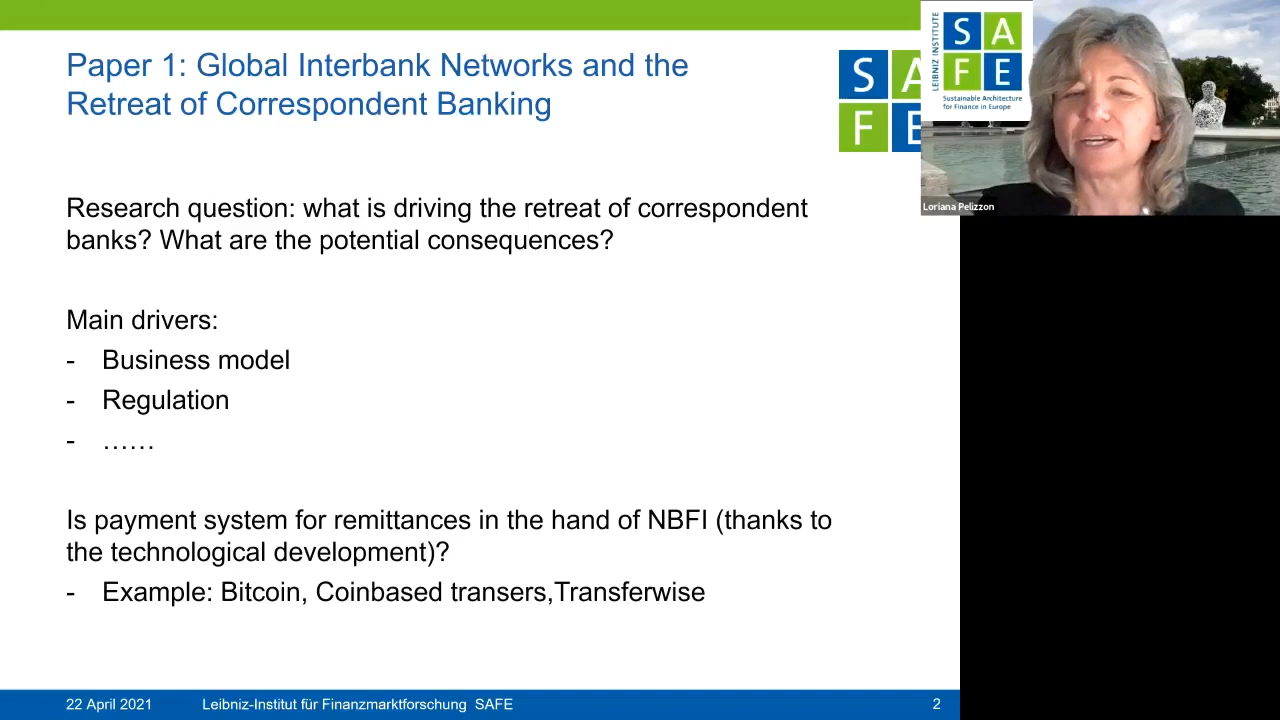 Paper 1: Global Interbank Networks and the
Retreat of Correspondent Banking
S A
F E
LEIBNIZ INSTITUTE
S A
F E
Sustainable Architecture
for Finance in Europe
Loriana Pelizzon
Research question: what is driving the retreat of correspondent
banks? What are the potential consequences?
Main drivers:
- Business model
- Regulation
- ……
Is payment system for remittances in the hand of NBFI (thanks to
the technological development)?
- Example: Bitcoin, Coinbased transers,Transferwise
22 April 2021 Leibniz-Institut für Finanzmarktforschung SAFE 2